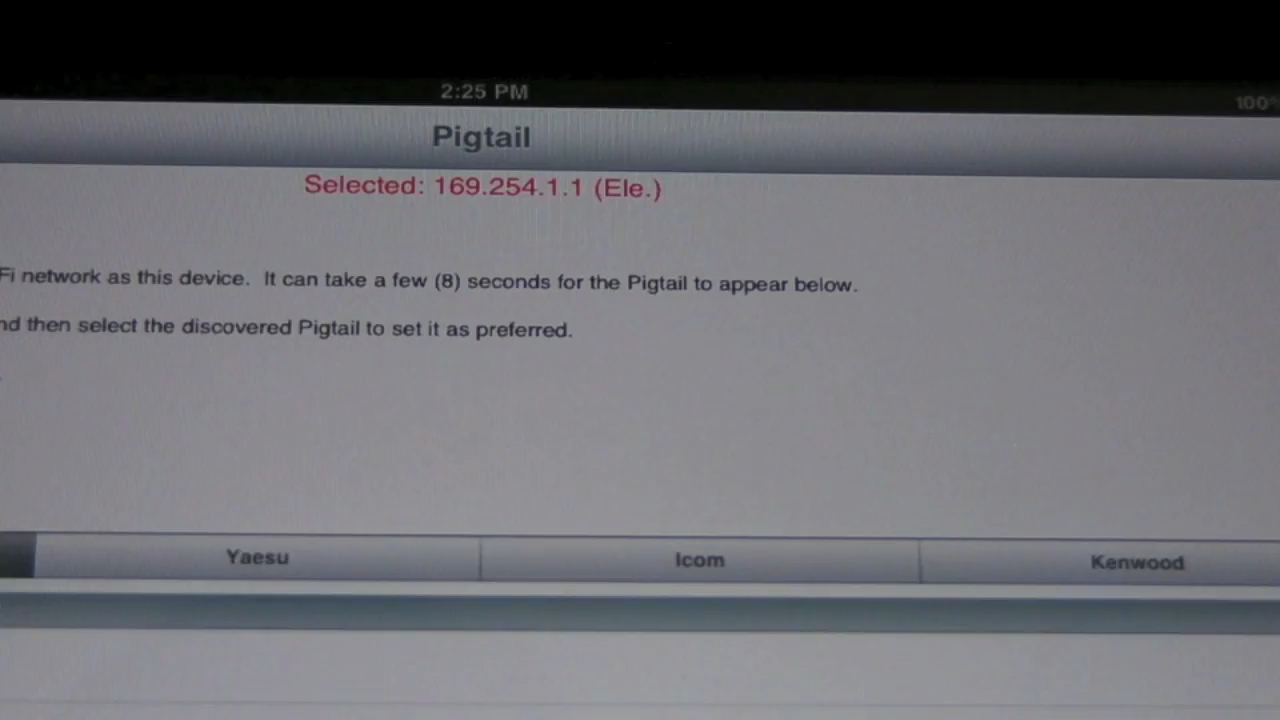 2:25 PM
100%
Pigtail
Selected: 169.254.1.1 (Ele.)
Fi network as this device. It can take a few (8) seconds for the Pigtail to appear below.
nd then select the discovered Pigtail to set it as preferred.
Yaesu
Icom
Kenwood